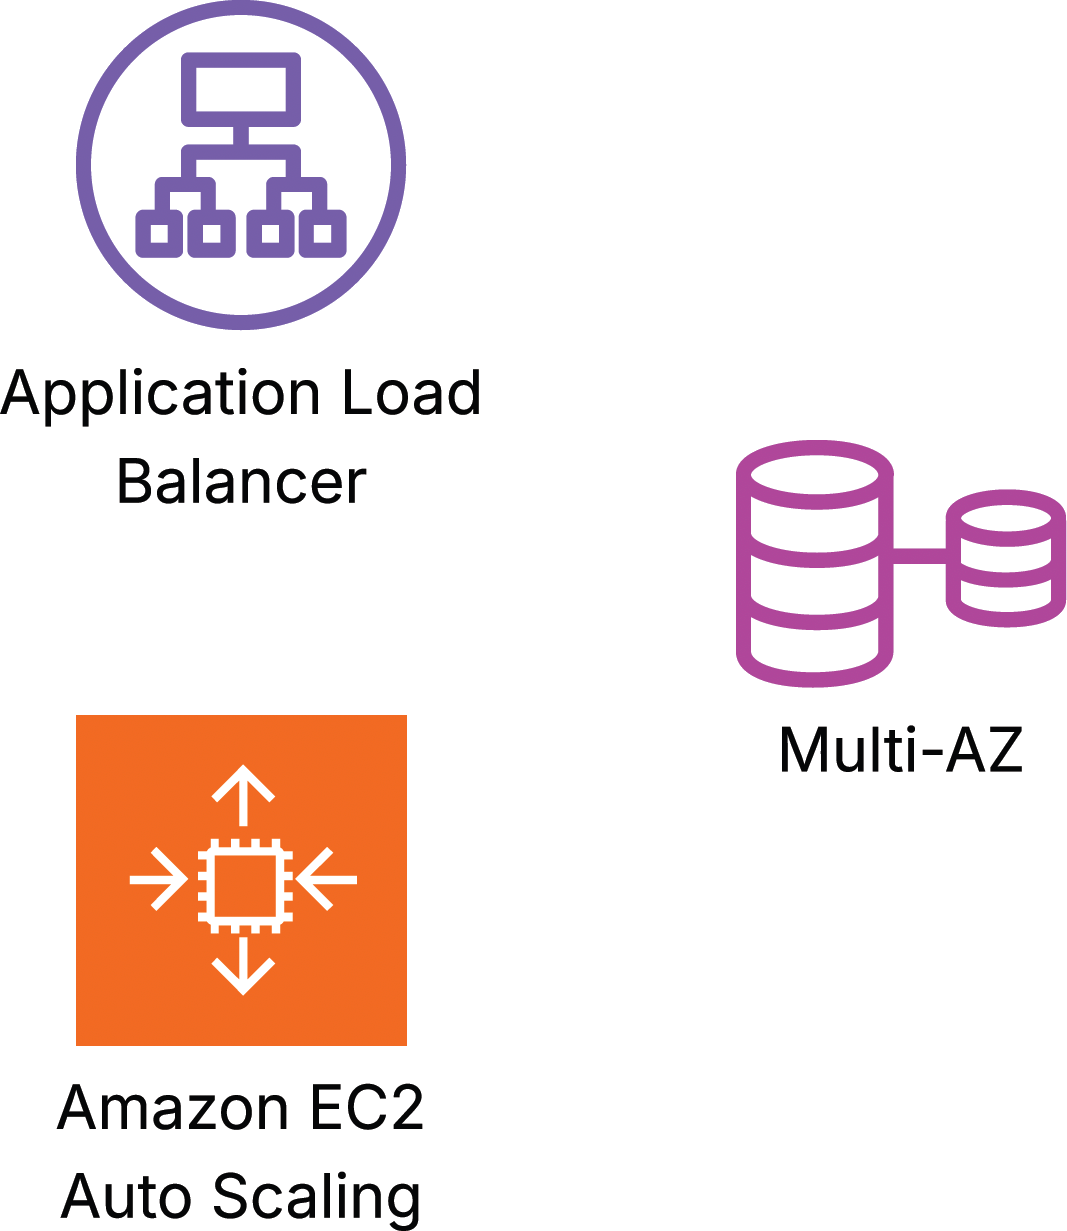 Application Load
Balancer
Multi-AZ
Amazon EC2
Auto Scaling